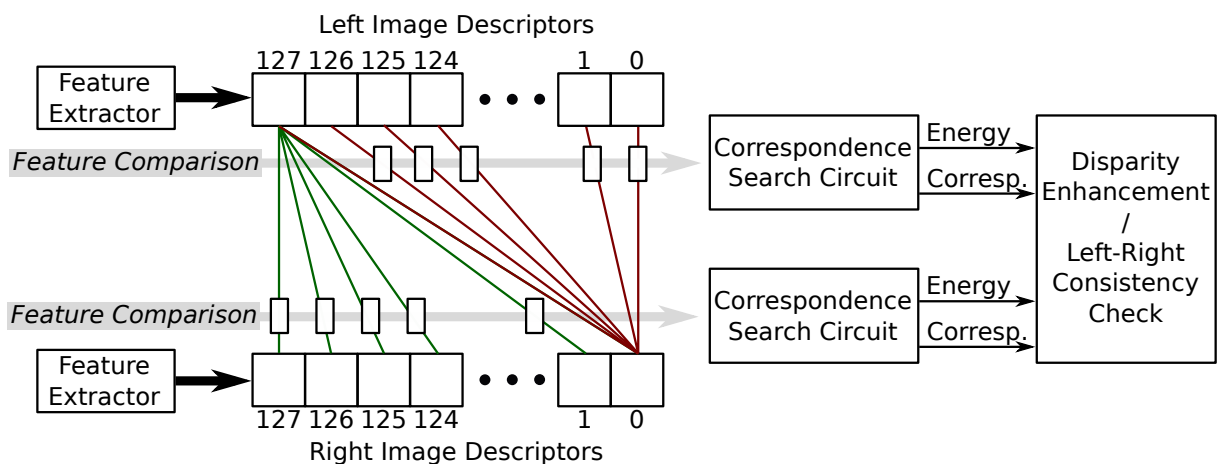 Left Image Descriptors
127 126 125 124 1 0
Feature
Extractor
Feature Comparison
Correspondence
Search Circuit
Energy
Corresp.
Disparity
Enhancement
/
Left-Right
Consistency
Check
Feature Comparison
Correspondence
Search Circuit
Energy
Corresp.
Feature
Extractor
127 126 125 124 1 0
Right Image Descriptors